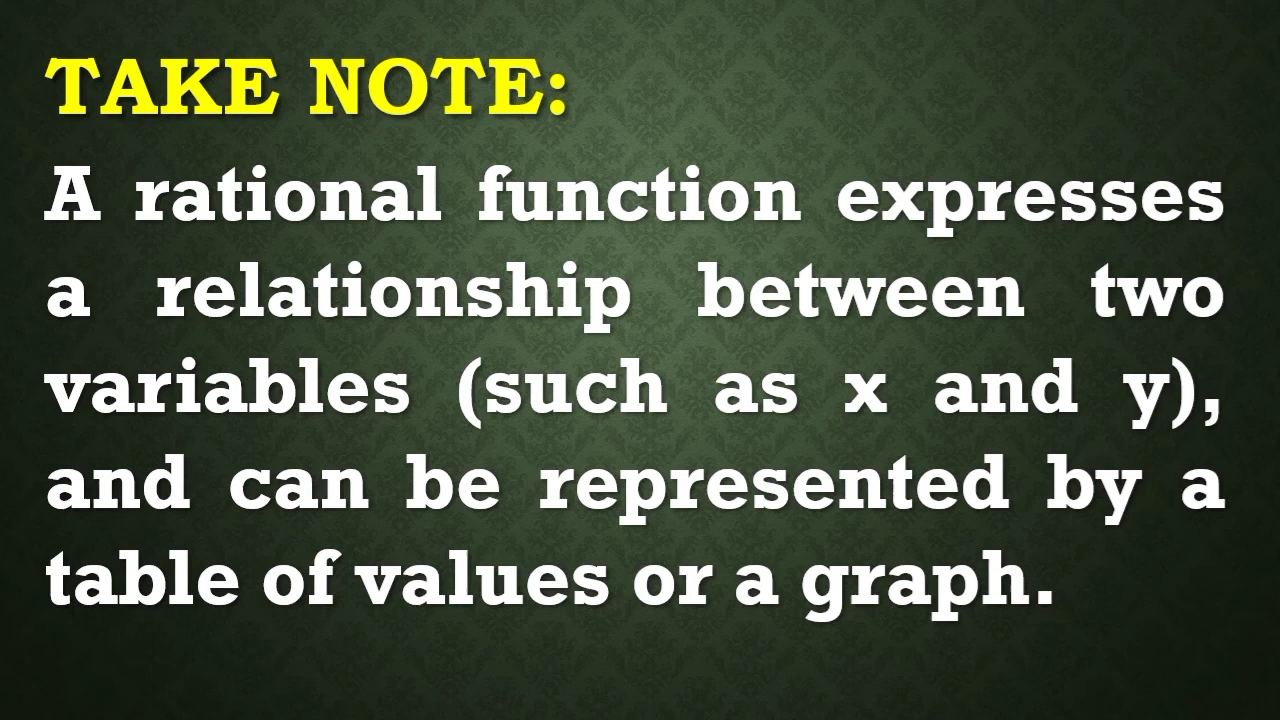 TAKE NOTE:
A rational function expresses
a relationship between two
variables (such as x and y),
and can be represented by a
table of values or a graph.